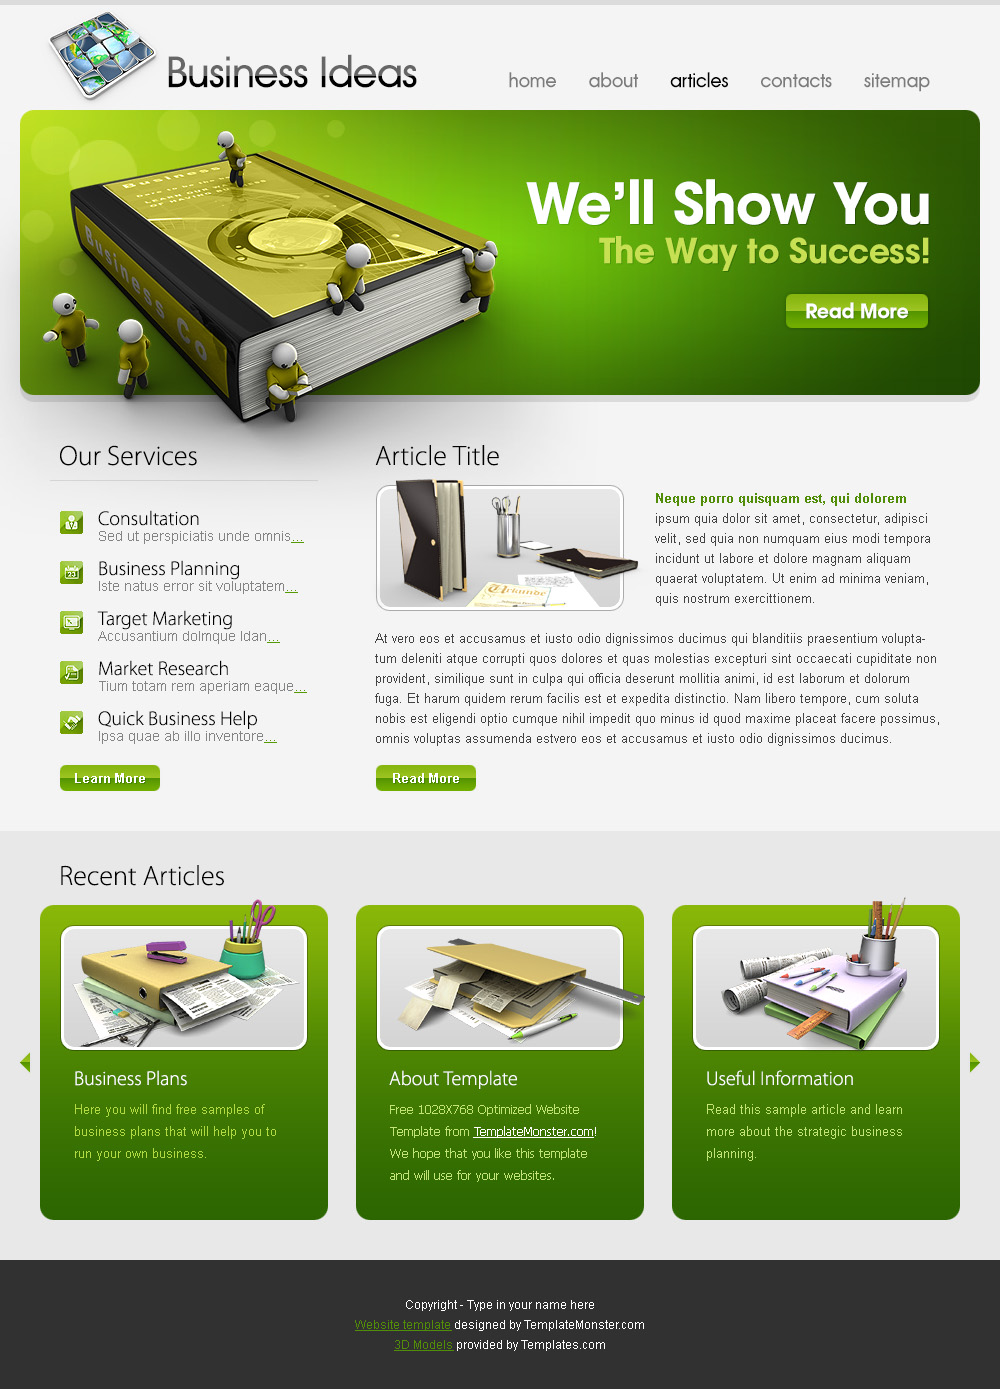 Business Ideas
home about articles contacts sitemap
Business
LEARN OUR
Business Co
We'll Show You
The Way to Success!
Read More
Our Services
Consultation
Sed ut perspiciatis unde omnis...
Business Planning
Iste natus error sit voluptatem...
Target Marketing
Accusantium dolmque ldan...
Market Research
Tium totam rem aperiam eaque...
Quick Business Help
Ipsa quae ab illo inventore...
Learn More
Article Title
Urkunde
Neque porro quisquam est, qui dolorem
ipsum quia dolor sit amet, consectetur, adipisci
velit, sed quia non numquam eius modi tempora
incidunt ut labore et dolore magnam aliquam
quaerat voluptatem. Ut enim ad minima veniam,
quis nostrum exercittionem.
At vero eos et accusamus et iusto odio dignissimos ducimus qui blanditiis praesentium volupta-
tum deleniti atque corrupti quos dolores et quas molestias excepturi sint occaecati cupiditate non
provident, similique sunt in culpa qui officia deserunt mollitia animi, id est laborum et dolorum
fuga. Et harum quidem rerum facilis est et expedita distinctio. Nam libero tempore, cum soluta
nobis est eligendi optio cumque nihil impedit quo minus id quod maxime placeat facere possimus,
omnis voluptas assumenda estvero eos et accusamus et iusto odio dignissimos ducimus.
Read More
Recent Articles
Business Plans
Here you will find free samples of
business plans that will help you to
run your own business.
About Template
Free 1028X768 Optimized Website
Template from TemplateMonster.com!
We hope that you like this template
and will use for your websites.
Useful Information
Read this sample article and learn
more about the strategic business
planning.
Copyright - Type in your name here
Website template designed by TemplateMonster.com
3D Models provided by Templates.com